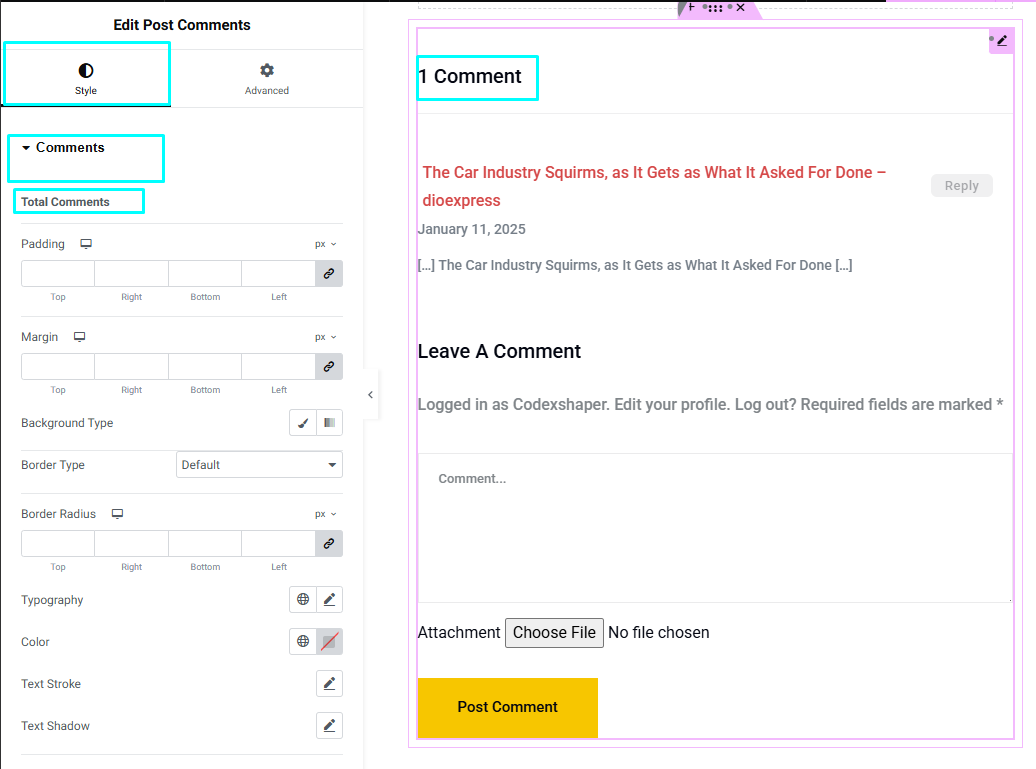 Edit Post Comments
Style
Advanced
Comments
Total Comments
Padding px
Top Right Bottom Left
Margin px
Top Right Bottom Left
Background Type
Border Type Default
Border Radius px
Top Right Bottom Left
Typography
Color
Text Stroke
Text Shadow
1 Comment
The Car Industry Squirms, as It Gets as What It Asked For Done –
dioexpress
Reply
January 11, 2025
[...] The Car Industry Squirms, as It Gets as What It Asked For Done [...]
Leave A Comment
Logged in as Codexshaper. Edit your profile. Log out? Required fields are marked *
Comment...
Attachment Choose File No file chosen
Post Comment